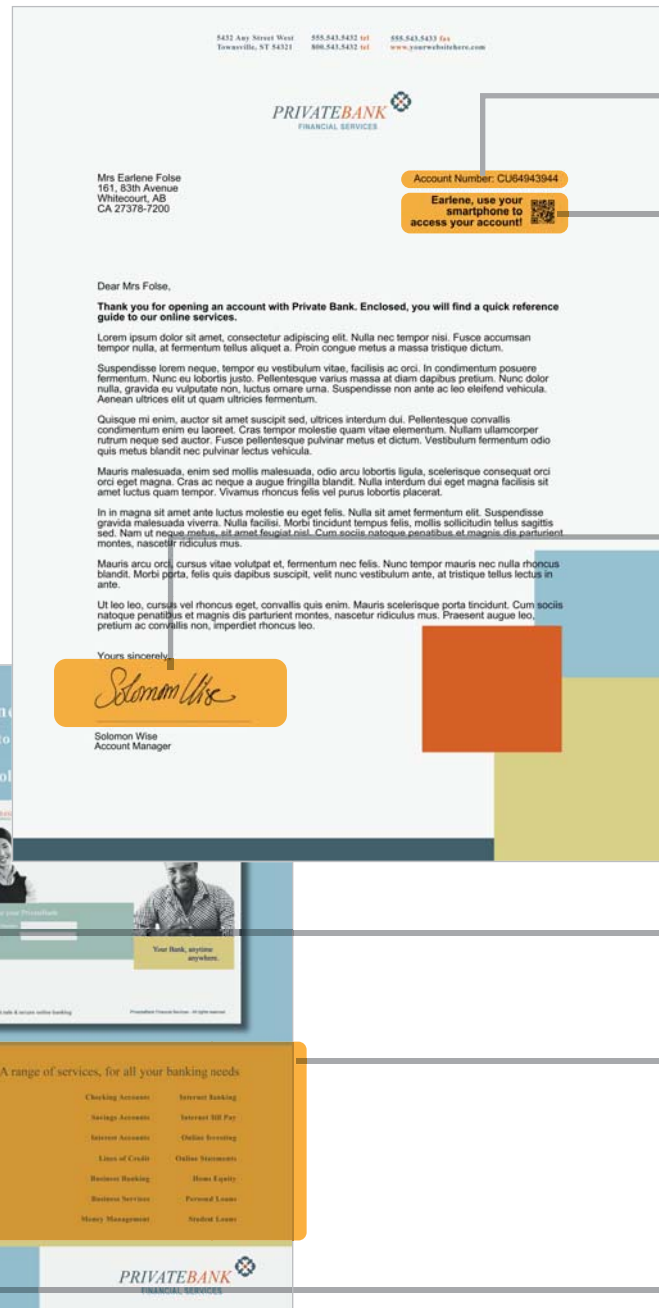 5432 Any Street West 555.543.5432 tel 555.543.5433 fax
Townsville, ST 54321 800.543.5432 tel www.yourwebsitehere.com
PRIVATEBANK
FINANCIAL SERVICES
Mrs Earlene Folse
161, 83th Avenue
Whitecourt, AB
CA 27378-7200
Account Number: CU64943944
Earlene, use your
smartphone to
access your account!
Dear Mrs Folse,
Thank you for opening an account with Private Bank. Enclosed, you will find a quick reference
guide to our online services.
Lorem ipsum dolor sit amet, consectetur adipiscing elit. Nulla nec tempor nisi. Fusce accumsan
tempor nulla, at fermentum tellus aliquet a. Proin congue metus a massa tristique dictum.
Suspendisse lorem neque, tempor eu vestibulum vitae, facilisis ac orci. In condimentum posuere
fermentum. Nunc eu lobortis justo. Pellentesque varius massa at diam dapibus pretium. Nunc dolor
nulla, gravida eu vulputate non, luctus ornare urna. Suspendisse non ante ac leo eleifend vehicula.
Aenean ultrices elit ut quam ultricies fermentum.
Quisque mi enim, auctor sit amet suscipit sed, ultrices interdum dui. Pellentesque convallis
condimentum enim eu laoreet. Cras tempor molestie quam vitae elementum. Nullam ullamcorper
rutrum neque sed auctor. Fusce pellentesque pulvinar metus et dictum. Vestibulum fermentum odio
quis metus blandit nec pulvinar lectus vehicula.
Mauris malesuada, enim sed mollis malesuada, odio arcu lobortis ligula, scelerisque consequat orci
orci eget magna. Cras ac neque a augue fringilla blandit. Nulla interdum dui eget magna facilisis sit
amet luctus quam tempor. Vivamus rhoncus felis vel purus lobortis placerat.
In in magna sit amet ante luctus molestie eu eget felis. Nulla sit amet fermentum elit. Suspendisse
gravida malesuada viverra. Nulla facilisi. Morbi tincidunt tempus felis, mollis sollicitudin tellus sagittis
sed. Nam ut neque metus, sit amet feugiat nisl. Cum sociis natoque penatibus et magnis dis parturient
montes, nascetur ridiculus mus.
Mauris arcu orci, cursus vitae volutpat et, fermentum nec felis. Nunc tempor mauris nec nulla rhoncus
blandit. Morbi porta, felis quis dapibus suscipit, velit nunc vestibulum ante, at tristique tellus lectus in
ante.
Ut leo leo, cursus vel rhoncus eget, convallis quis enim. Mauris scelerisque porta tincidunt. Cum sociis
natoque penatibus et magnis dis parturient montes, nascetur ridiculus mus. Praesent augue leo,
pretium ac convallis non, imperdiet rhoncus leo.
Yours sincerely,
Solomon Wise
Solomon Wise
Account Manager
Your Bank, anytime
anywhere.
safe & secure online banking PrivateBank Financial Services - All rights reserved
A range of services, for all your banking needs
Checking Accounts Internet Banking
Savings Accounts Internet Bill Pay
Interest Accounts Online Investing
Lines of Credit Online Statements
Business Banking Home Equity
Business Services Personal Loans
Money Management Student Loans
PRIVATEBANK
FINANCIAL SERVICES